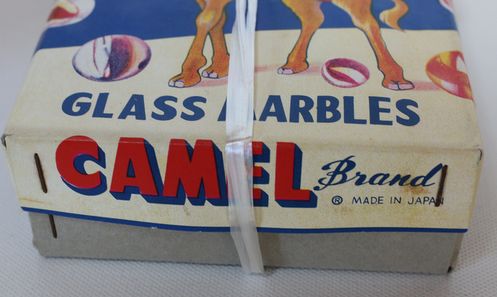 GLASS MARBLES
CAMEL Brand
® MADE IN JAPAN